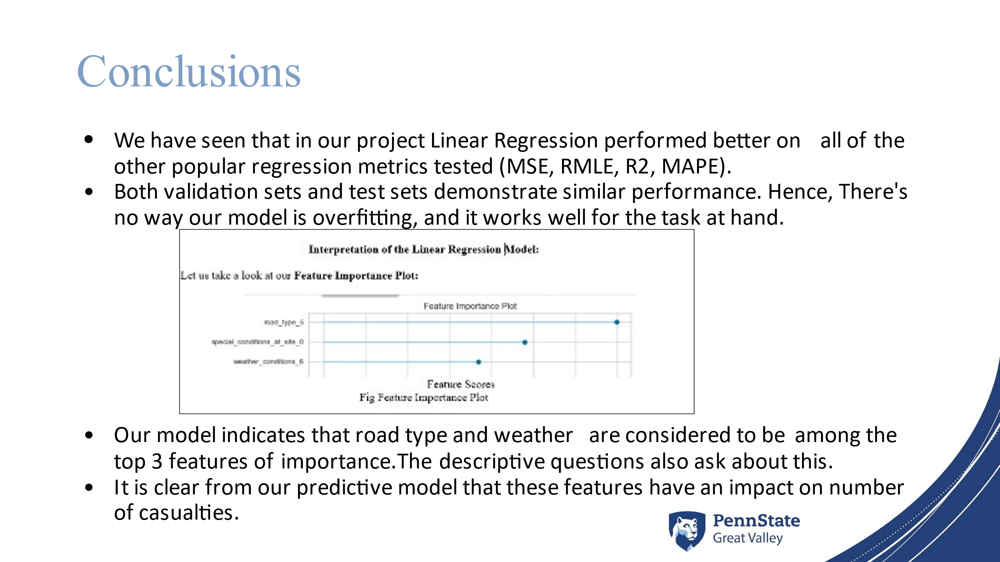 Conclusions
• We have seen that in our project Linear Regression performed better on all of the
other popular regression metrics tested (MSE, RMLE, R2, MAPE).
• Both validation sets and test sets demonstrate similar performance. Hence, There's
no way our model is overfitting, and it works well for the task at hand.
Interpretation of the Linear Regression Model:
Let us take a look at our Feature Importance Plot:
Feature Importance Plot
road_type_6
special_conditions_at_site_0
weather_conditions_6
Feature Scores
Fig Feature Importance Plot
• Our model indicates that road type and weather are considered to be among the
top 3 features of importance.The descriptive questions also ask about this.
• It is clear from our predictive model that these features have an impact on number
of casualties.
PennState
Great Valley